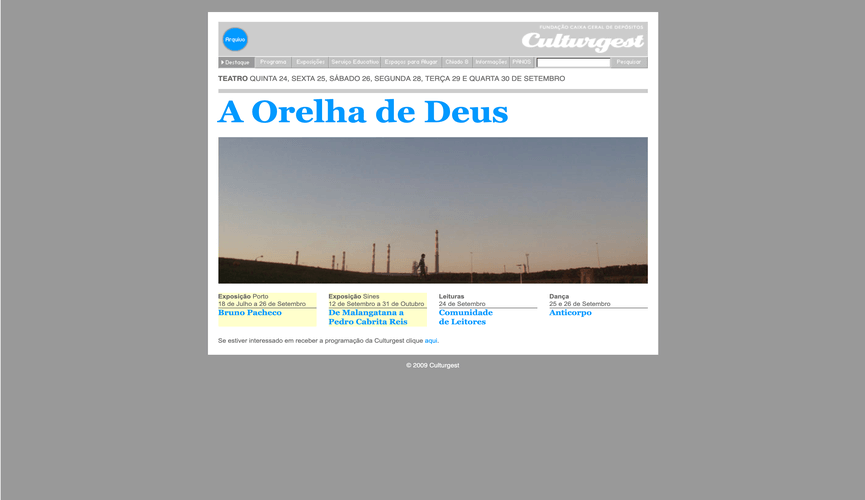 Arquivo
FUNDAÇÃO CAIXA GERAL DE DEPÓSITOS
Culturgest
Destaque Programa Exposições Serviço Educativo Espaços para Alugar Chiado 8 Informações PANOS Pesquisar
TEATRO QUINTA 24, SEXTA 25, SÁBADO 26, SEGUNDA 28, TERÇA 29 E QUARTA 30 DE SETEMBRO
A Orelha de Deus
Exposição Porto
18 de Julho a 26 de Setembro
Bruno Pacheco
Exposição Sines
12 de Setembro a 31 de Outubro
De Malangatana a
Pedro Cabrita Reis
Leituras
24 de Setembro
Comunidade
de Leitores
Dança
25 e 26 de Setembro
Anticorpo
Se estiver interessado em receber a programação da Culturgest clique aqui.
© 2009 Culturgest